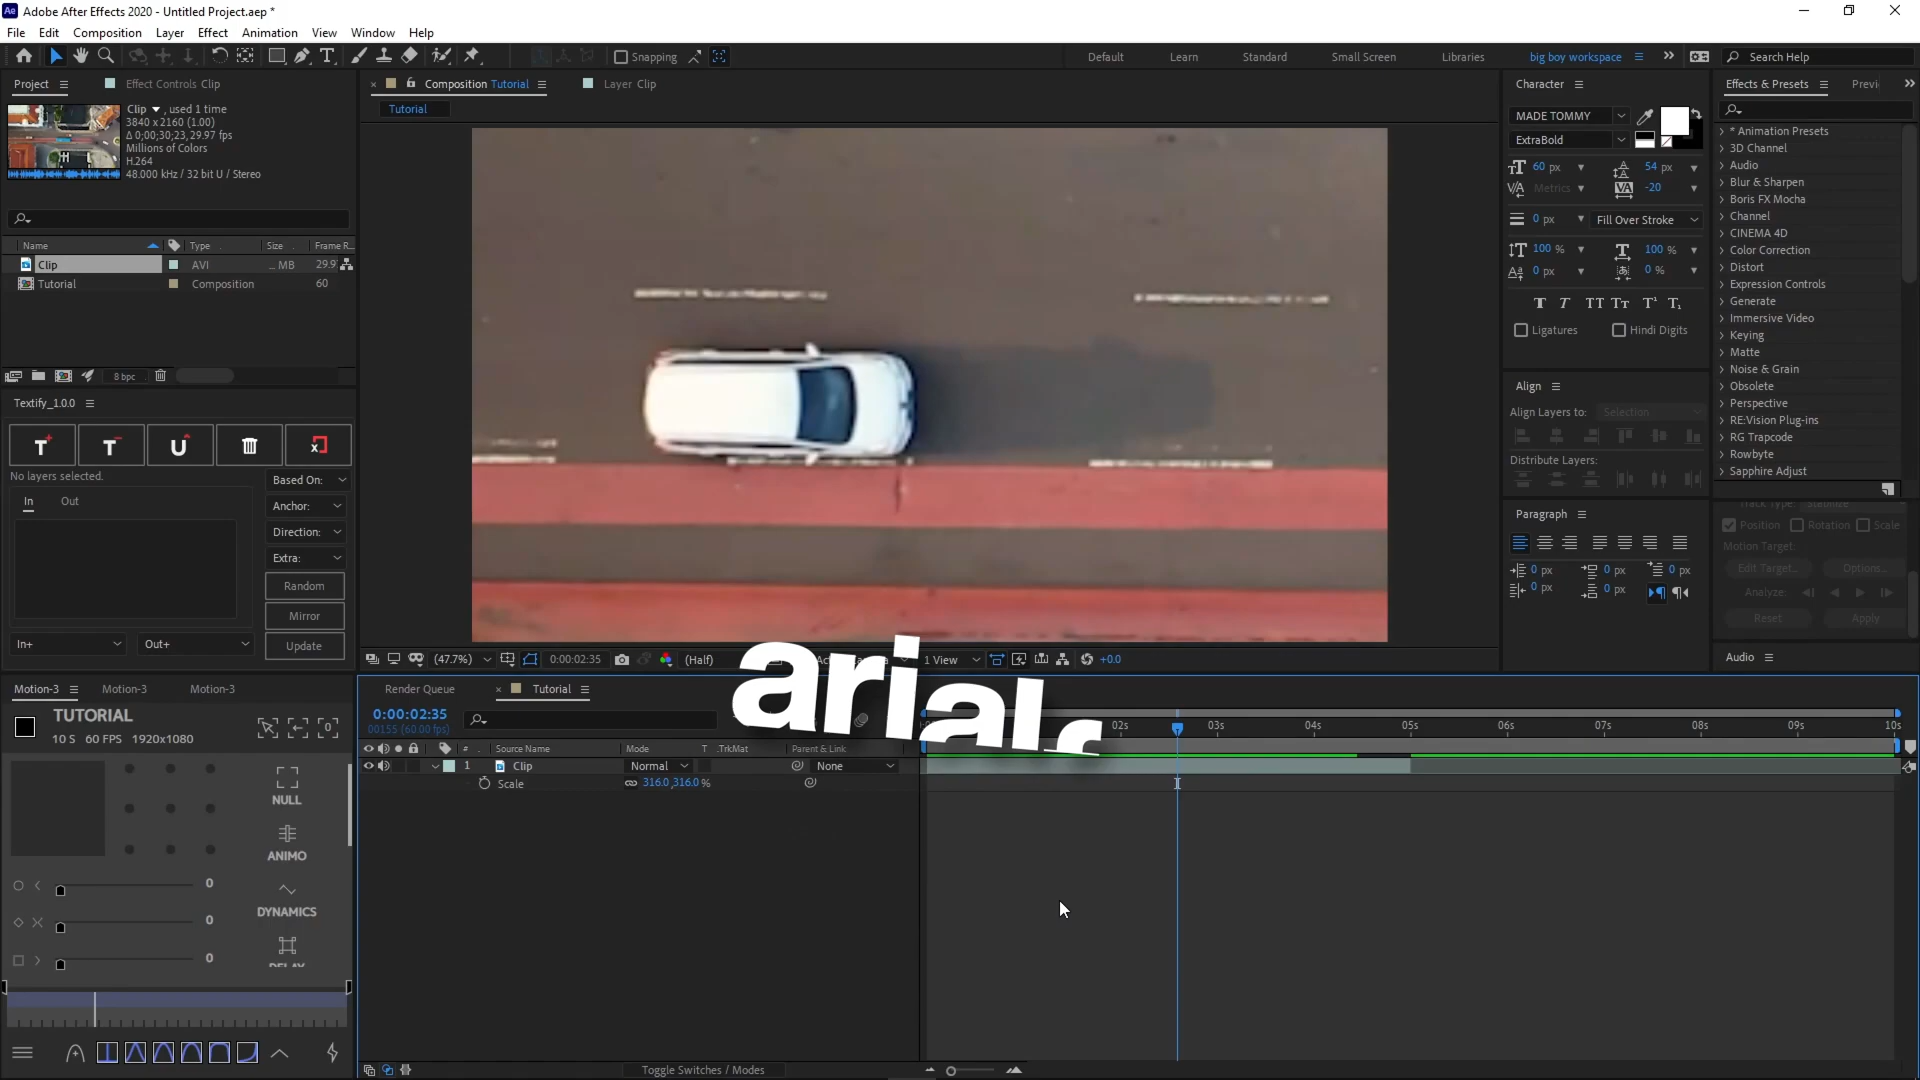 Adobe After Effects 2020 - Untitled Project.aep *
File Edit Composition Layer Effect Animation View Window Help
Snapping
Default Learn Standard Small Screen Libraries big boy workspace
Search Help
Project
Effect Controls Clip
Clip , used 1 time
3840 x 2160 (1.00)
Δ 0;00;30;23, 29.97 fps
Millions of Colors
H.264
48.000 kHz / 32 bit U / Stereo
Name Type Size Frame R...
Clip AVI ... MB 29.9
Tutorial Composition 60
8 bpc
Textify_1.0.0
No layers selected.
In Out
Based On:
Anchor:
Direction:
Extra:
Random
Mirror
Update
In+ Out+
Composition Tutorial
Layer Clip
Tutorial
(47.7%) 0:00:02:35 (Half) 1 View +0.0
arial
Character
MADE TOMMY
ExtraBold
60 px 54 px
Metrics -20
0 px Fill Over Stroke
100 % 100 %
0 px 0 %
Ligatures Hindi Digits
Align
Align Layers to: Selection
Distribute Layers:
Paragraph
0 px 0 px 0 px
0 px 0 px
Effects & Presets
Previ
* Animation Presets
3D Channel
Audio
Blur & Sharpen
Boris FX Mocha
Channel
CINEMA 4D
Color Correction
Distort
Expression Controls
Generate
Immersive Video
Keying
Matte
Noise & Grain
Obsolete
Perspective
RE:Vision Plug-ins
RG Trapcode
Rowbyte
Sapphire Adjust
Track Type: Stabilize
Position Rotation Scale
Motion Target:
Edit Target... Options...
Analyze:
Reset Apply
Audio
Motion-3 Motion-3 Motion-3
TUTORIAL
10 S 60 FPS 1920x1080
NULL
ANIMO
DYNAMICS
DELAY
0
0
0
Render Queue
Tutorial
0:00:02:35
00155 (60.00 fps)
# Source Name Mode T .TrkMat Parent & Link
1 Clip Normal None
Scale 316.0,316.0 %
02s 03s 04s 05s 06s 07s 08s 09s 10s
Toggle Switches / Modes